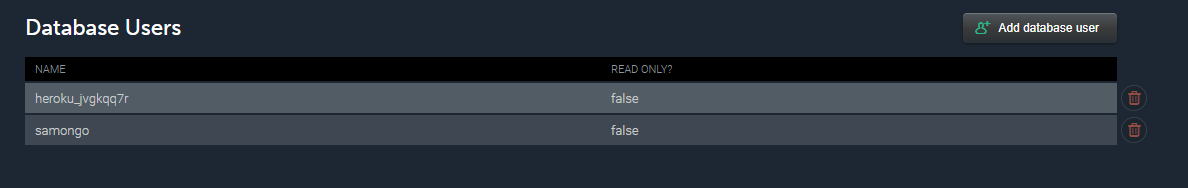 Database Users
Add database user
NAME READ ONLY?
heroku_jvgkqq7r false
samongo false